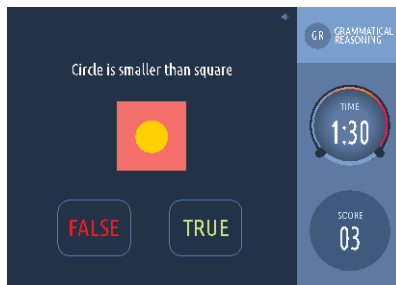 GR
GRAMMATICAL
REASONING
Circle is smaller than square
TIME
1:30
FALSE
TRUE
SCORE
03